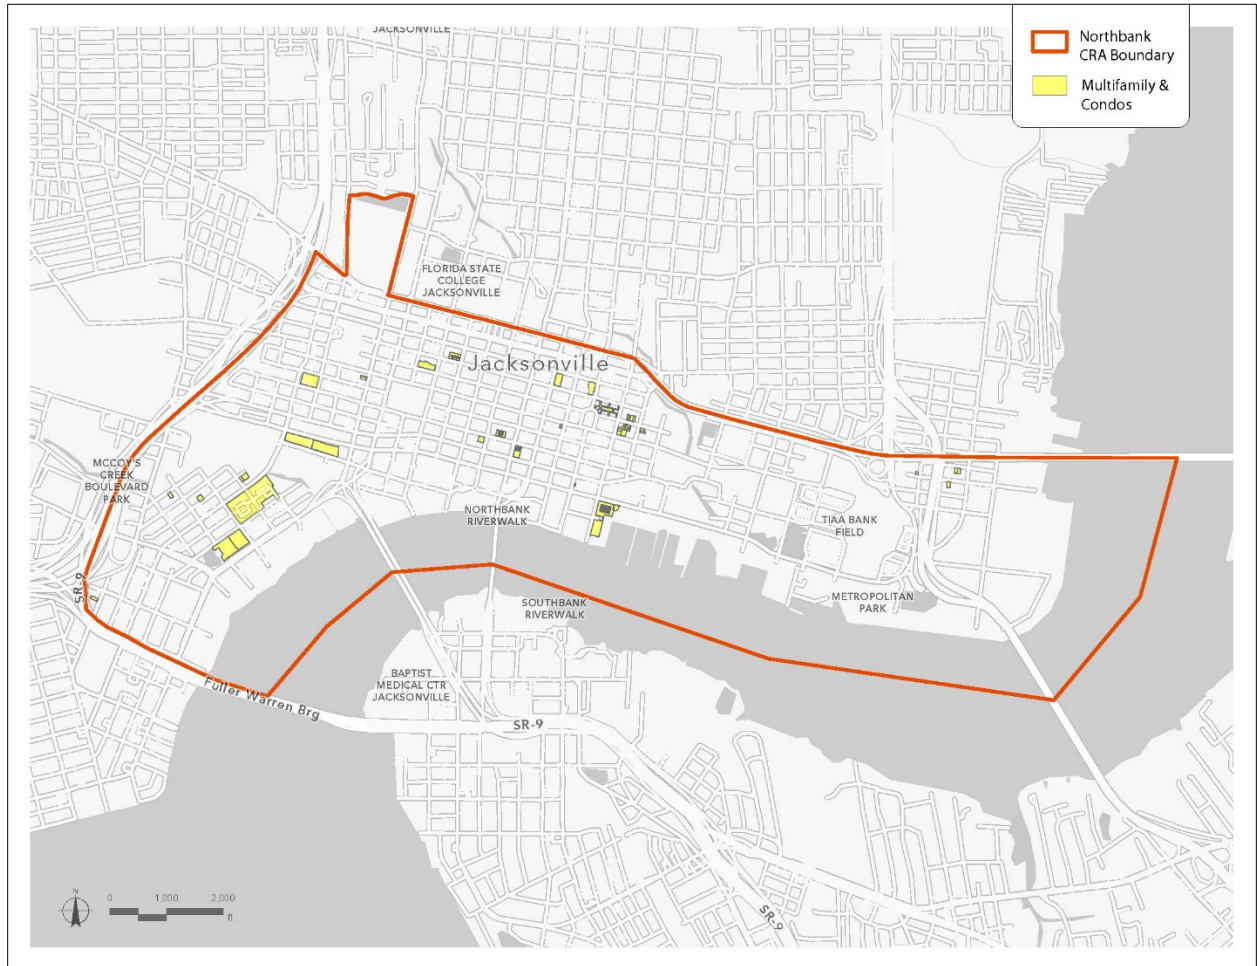 JACKSONVILLE
Northbank
CRA Boundary
Multifamily &
Condos
FLORIDA STATE
COLLEGE
JACKSONVILLE
Jacksonville
MCCOY'S
CREEK
BOULEVARD
PARK
NORTHBANK
RIVERWALK
TIAA BANK
FIELD
SR-9
SOUTHBANK
RIVERWALK
METROPOLITAN
PARK
BAPTIST
MEDICAL CTR
JACKSONVILLE
Fuller Warren Brg
SR-9
SR-9
N
0 1,000 2,000
ft